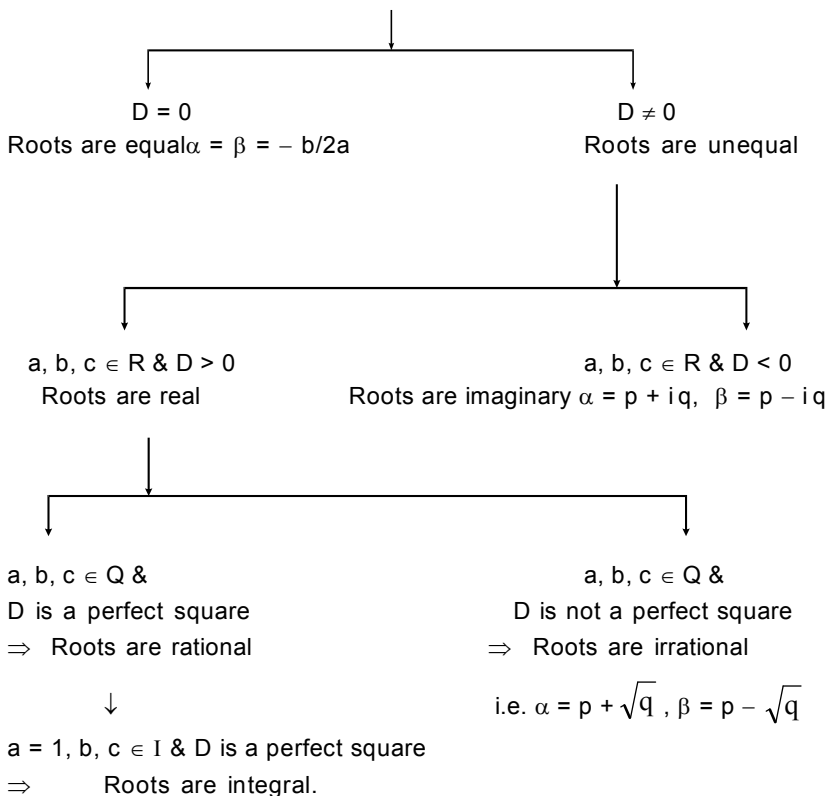 D = 0
D ≠ 0
Roots are equalα = β = – b/2a
Roots are unequal
a, b, c ∈ R & D > 0
a, b, c ∈ R & D < 0
Roots are real
Roots are imaginary α = p + i q, β = p – i q
a, b, c ∈ Q &
D is a perfect square
⇒ Roots are rational
↓
a = 1, b, c ∈ I & D is a perfect square
⇒ Roots are integral.
a, b, c ∈ Q &
D is not a perfect square
⇒ Roots are irrational
i.e. α = p + √q , β = p – √q